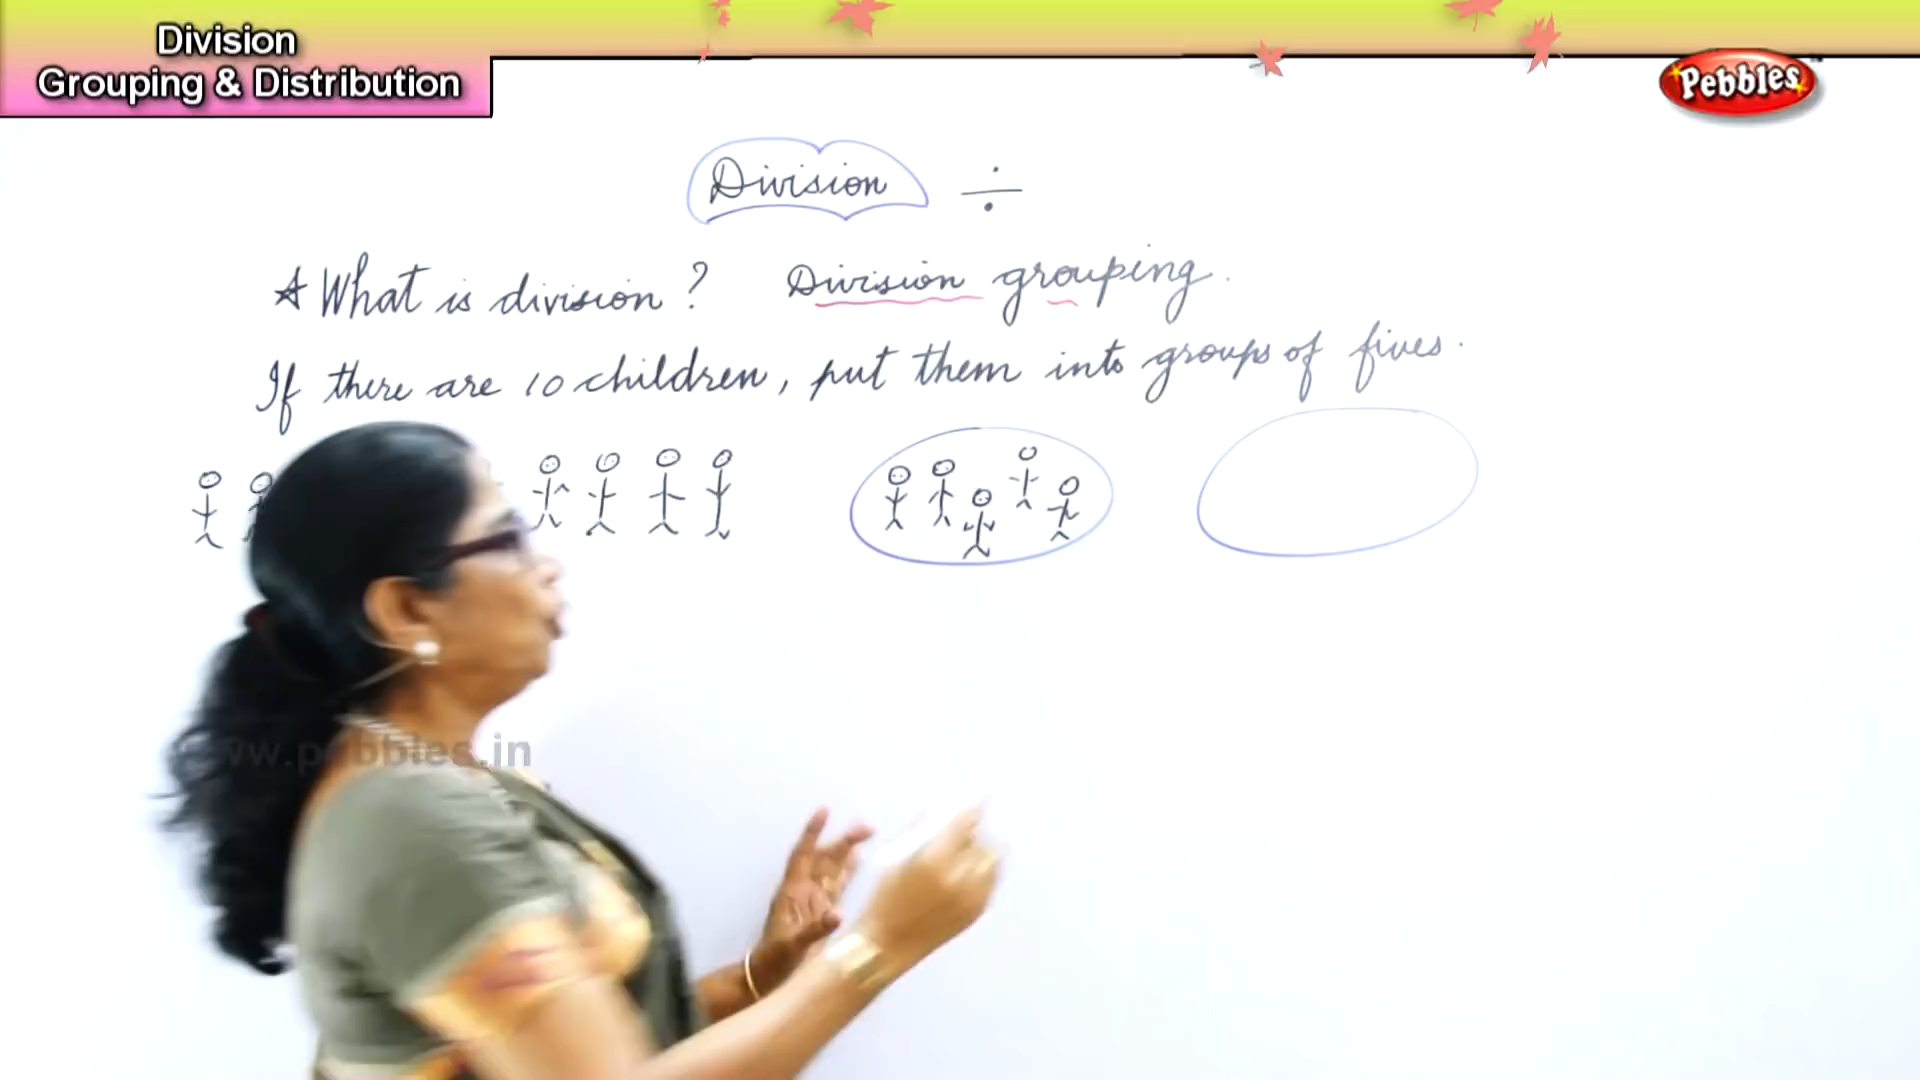 Division
Grouping & Distribution
Pebbles
Division ÷
☆ What is division? Division grouping.
If there are 10 children, put them into groups of fives.
www.pebbles.in